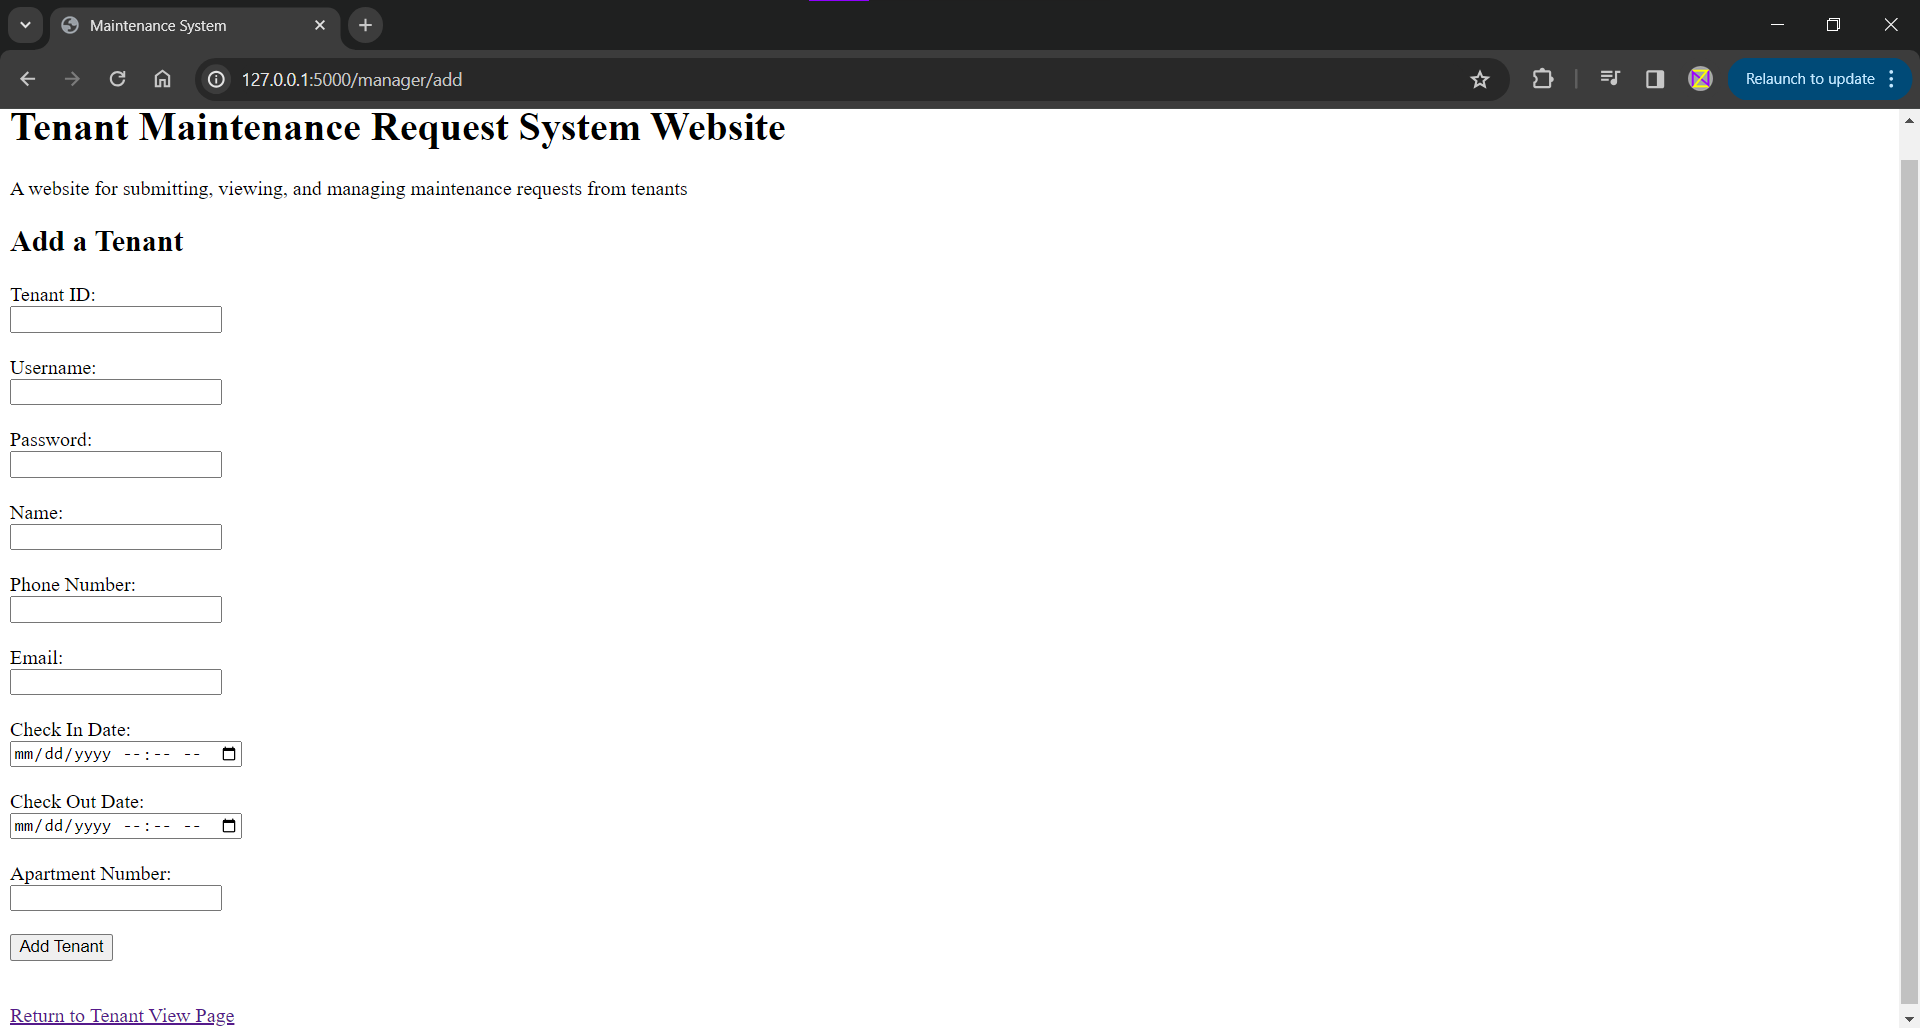 Maintenance System
127.0.0.1:5000/manager/add
Relaunch to update
Tenant Maintenance Request System Website
A website for submitting, viewing, and managing maintenance requests from tenants
Add a Tenant
Tenant ID:
Username:
Password:
Name:
Phone Number:
Email:
Check In Date:
mm/dd/yyyy --:-- --
Check Out Date:
mm/dd/yyyy --:-- --
Apartment Number:
Add Tenant
Return to Tenant View Page